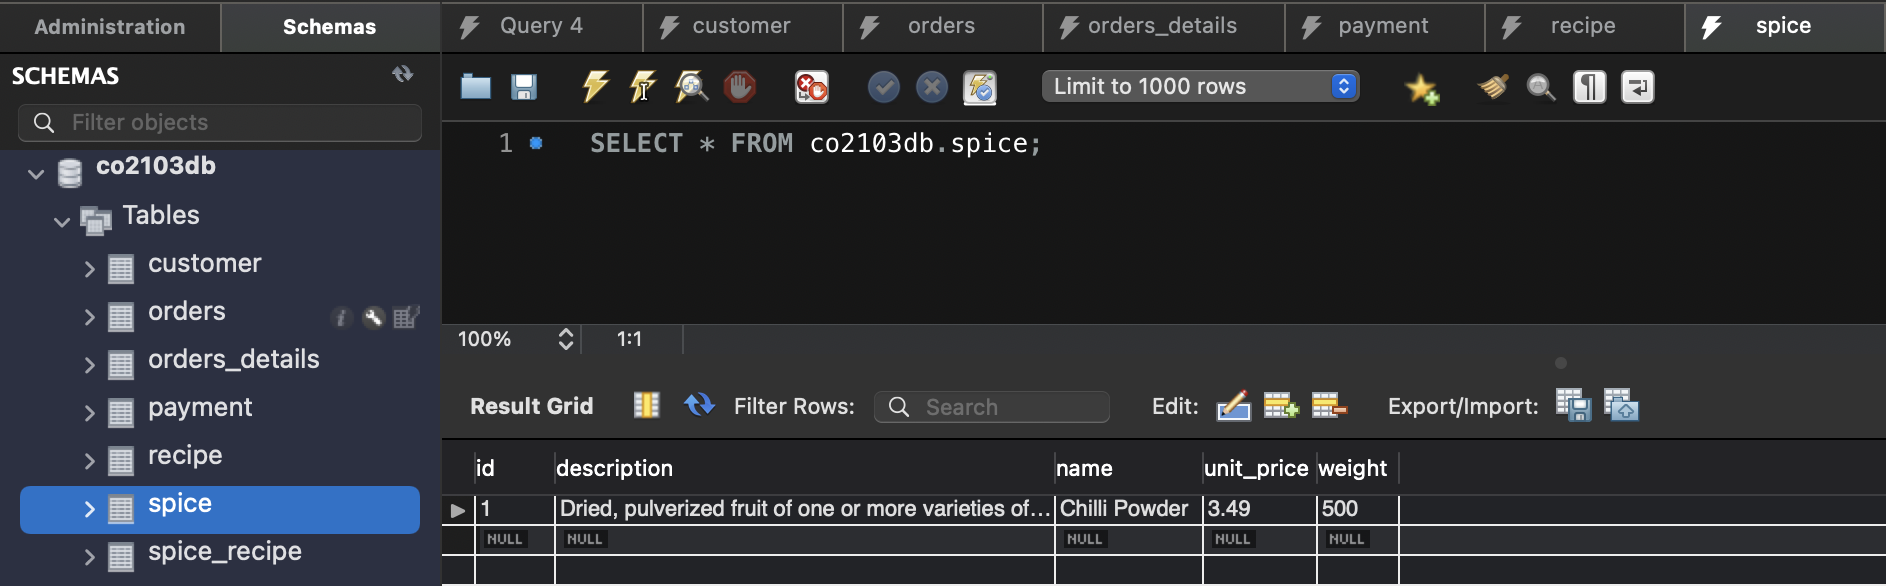 Administration
Schemas
Query 4
customer
orders
orders_details
payment
recipe
spice
SCHEMAS
Filter objects
Limit to 1000 rows
co2103db
Tables
customer
orders
orders_details
payment
recipe
spice
spice_recipe
1 SELECT * FROM co2103db.spice;
100% 1:1
Result Grid Filter Rows: Search Edit: Export/Import:
id description name unit_price weight
1 Dried, pulverized fruit of one or more varieties of... Chilli Powder 3.49 500
NULL NULL NULL NULL NULL